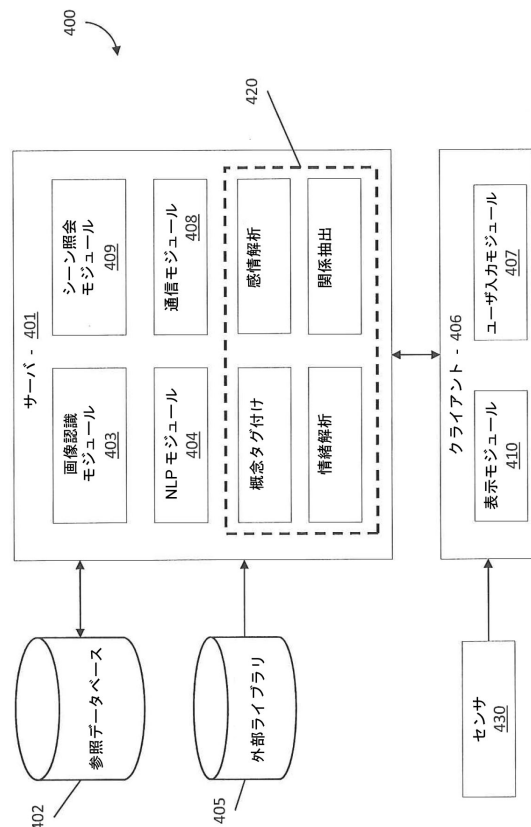 400
サーバ - 401
画像認識
モジュール
403
シーン照会
モジュール
409
NLP モジュール
404
通信モジュール
408
420
概念タグ付け
感情解析
情緒解析
関係抽出
参照データベース
402
外部ライブラリ
405
クライアント - 406
表示モジュール
410
ユーザ入力モジュール
407
センサ
430